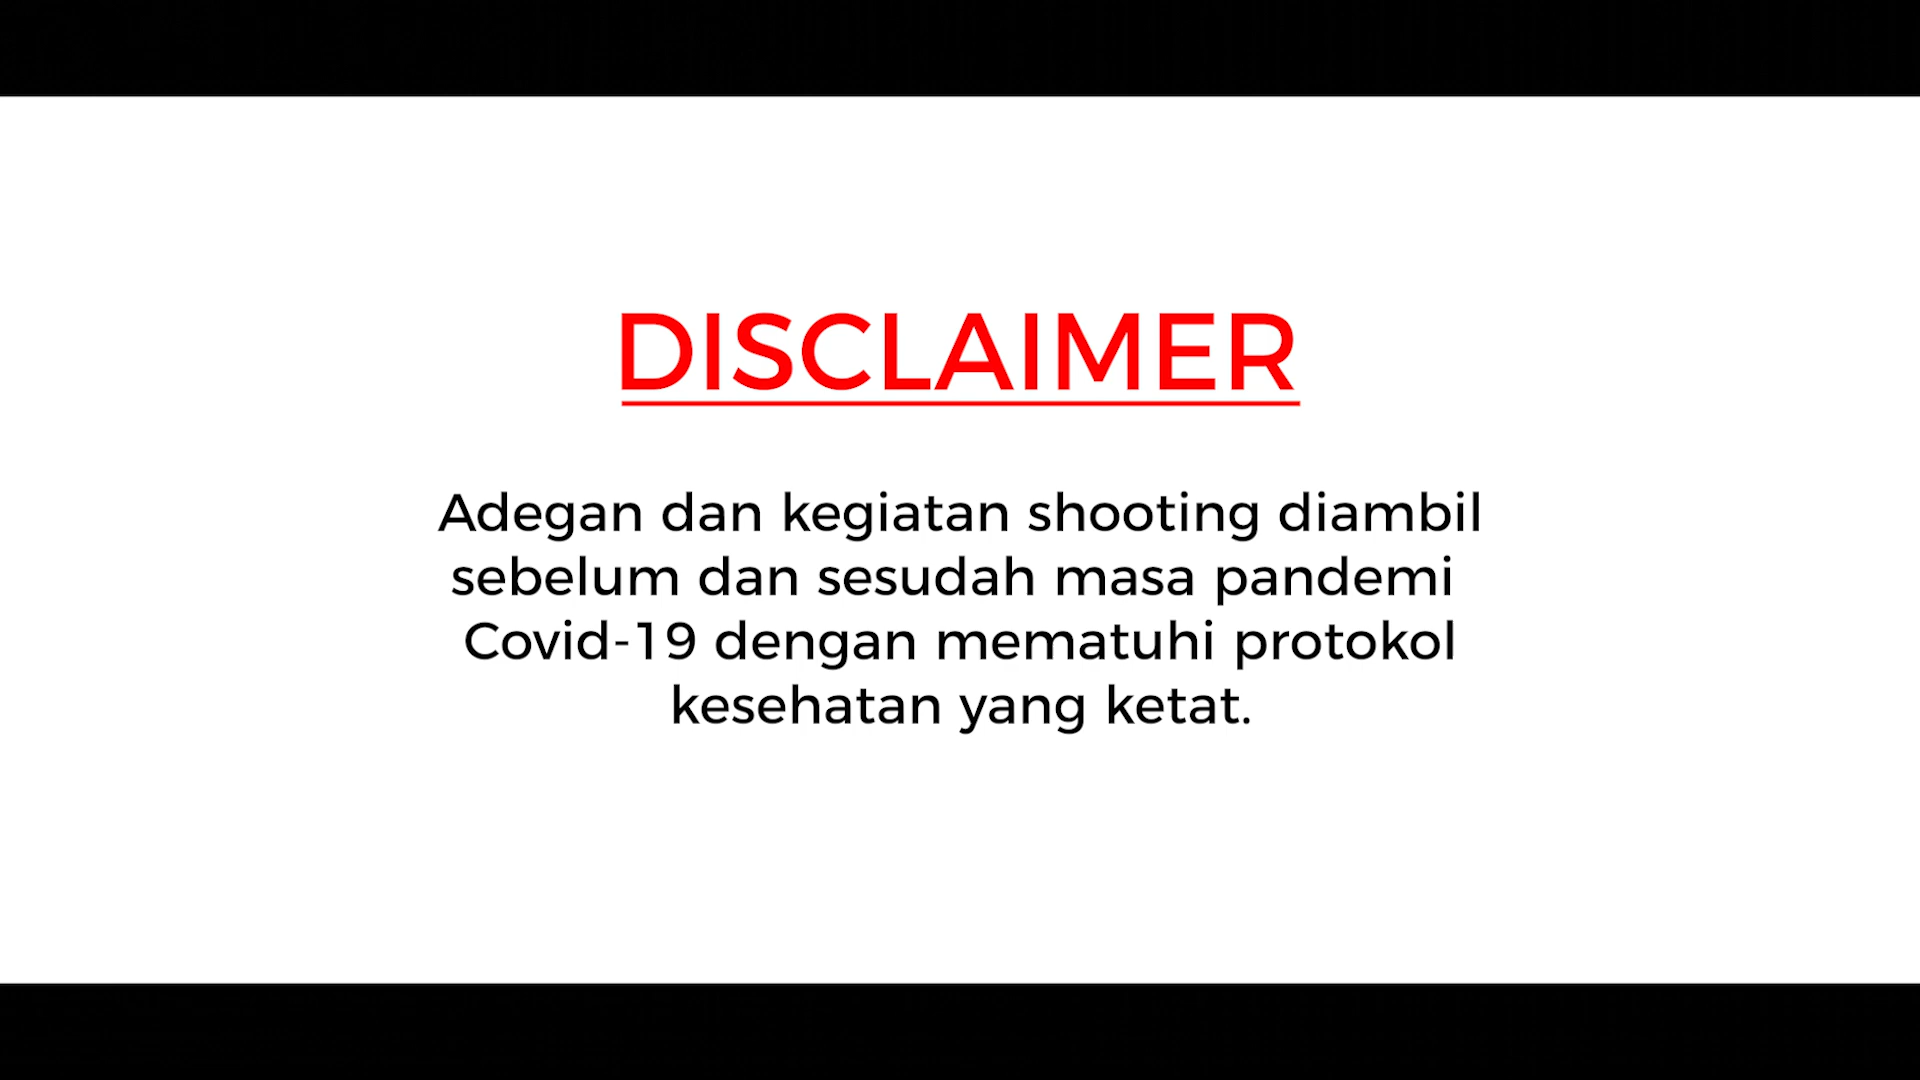 DISCLAIMER
Adegan dan kegiatan shooting diambil
sebelum dan sesudah masa pandemi
Covid-19 dengan mematuhi protokol
kesehatan yang ketat.